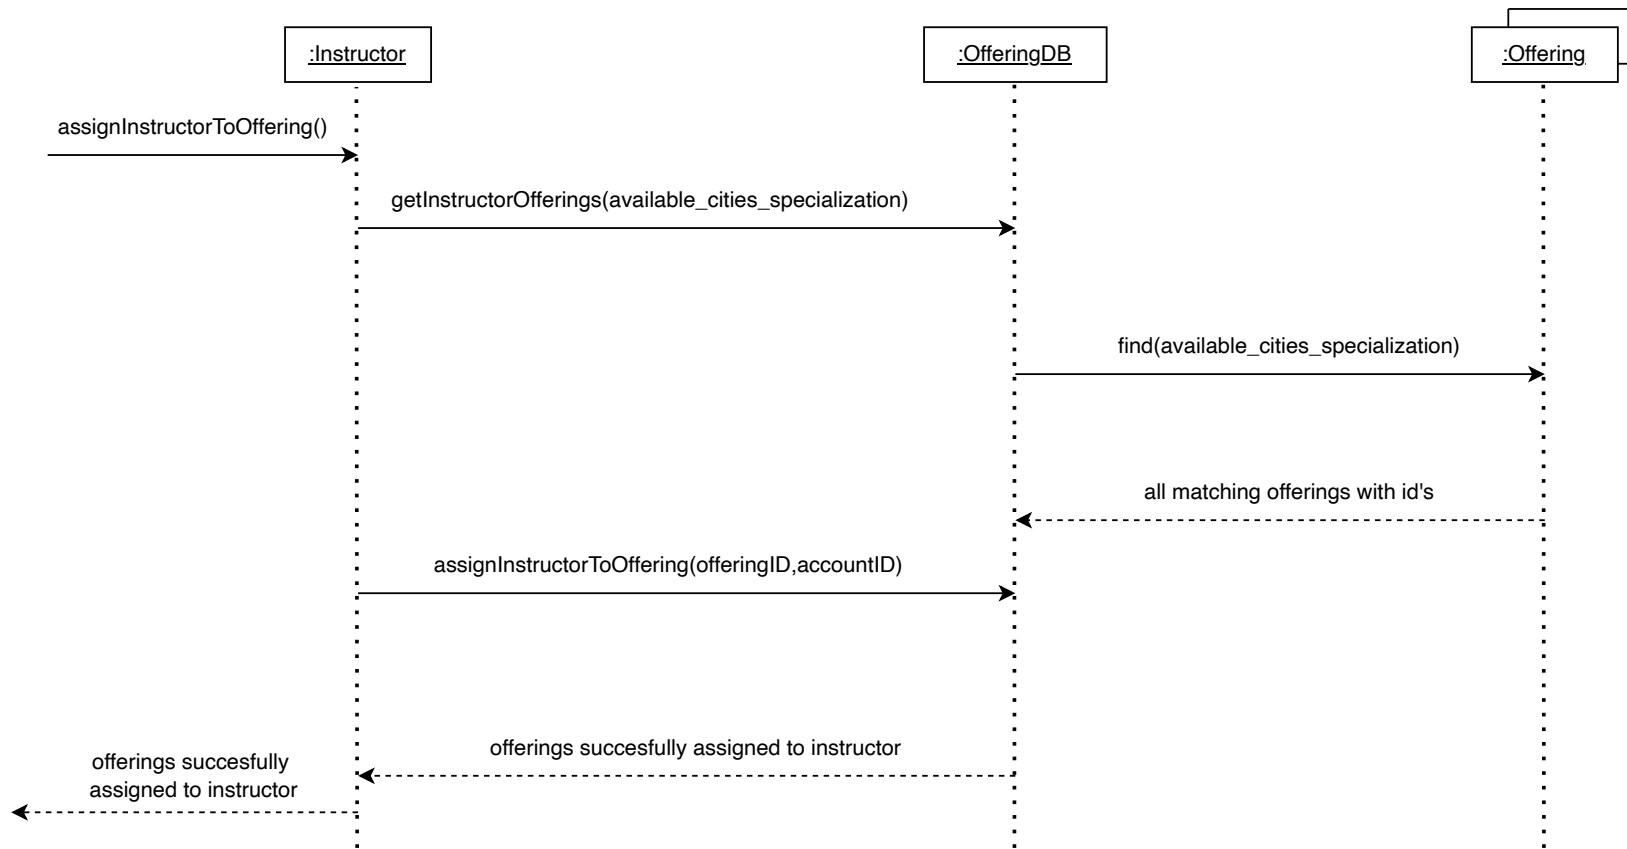 :Instructor
:OfferingDB
:Offering
assignInstructorToOffering()
getInstructorOfferings(available_cities_specialization)
find(available_cities_specialization)
all matching offerings with id's
assignInstructorToOffering(offeringID,accountID)
offerings succesfully assigned to instructor
offerings succesfully
assigned to instructor